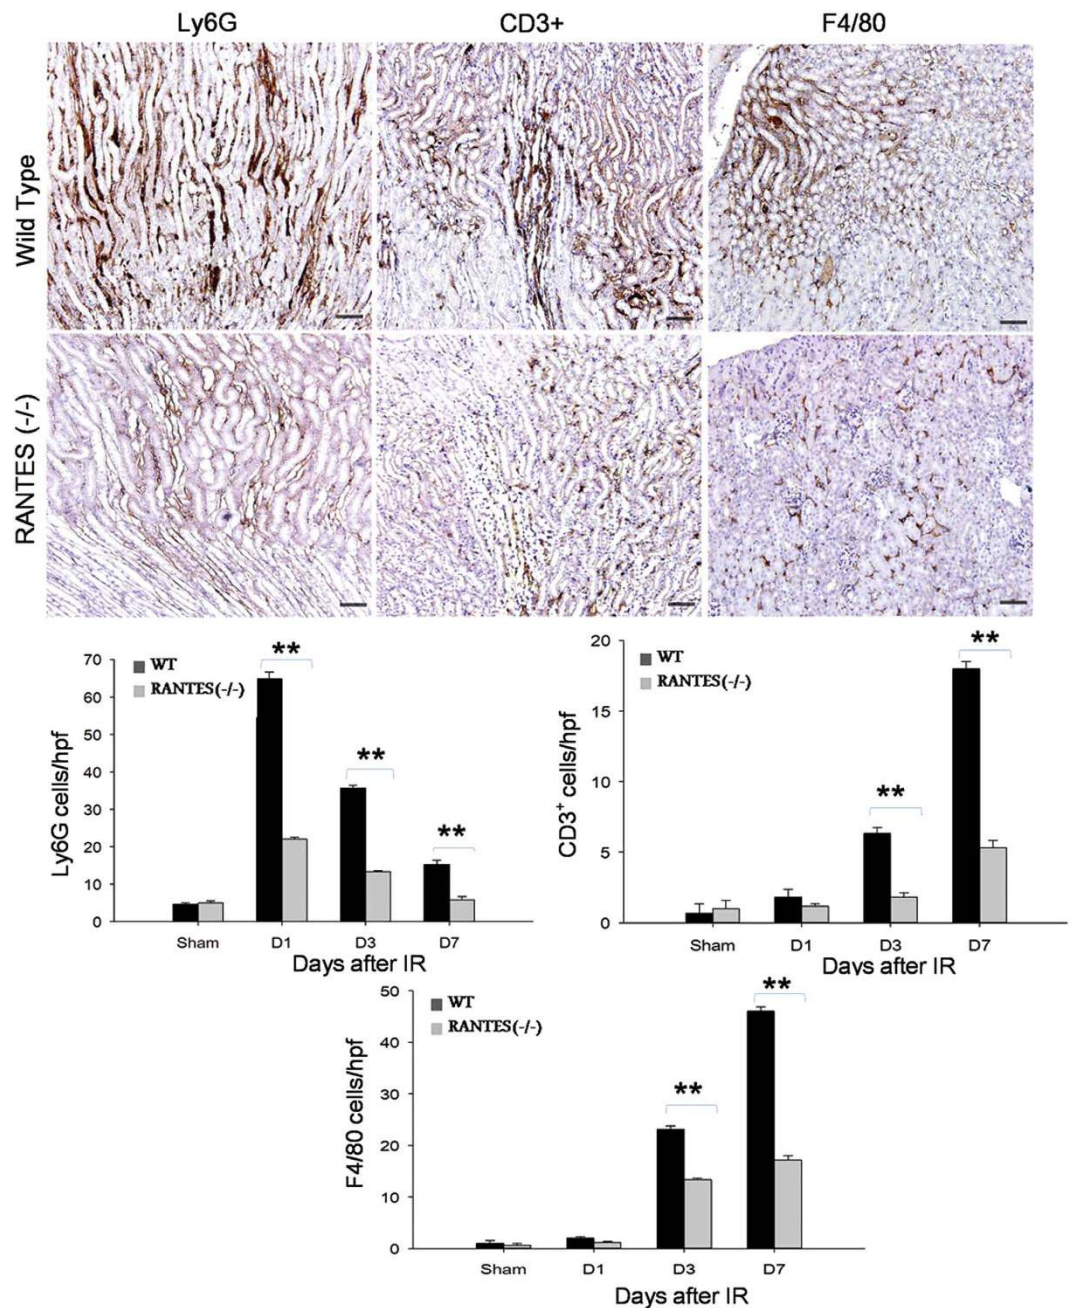 Ly6G CD3+ F4/80
Wild Type
RANTES (-/-)
70
60
50
40
30
20
10
0
Ly6G cells/hpf
WT
RANTES(-/-)
**
**
**
Sham D1 D3 D7
Days after IR
20
15
10
5
0
CD3+ cells/hpf
WT
RANTES(-/-)
**
**
Sham D1 D3 D7
Days after IR
50
40
30
20
10
0
F4/80 cells/hpf
WT
RANTES(-/-)
**
**
Sham D1 D3 D7
Days after IR